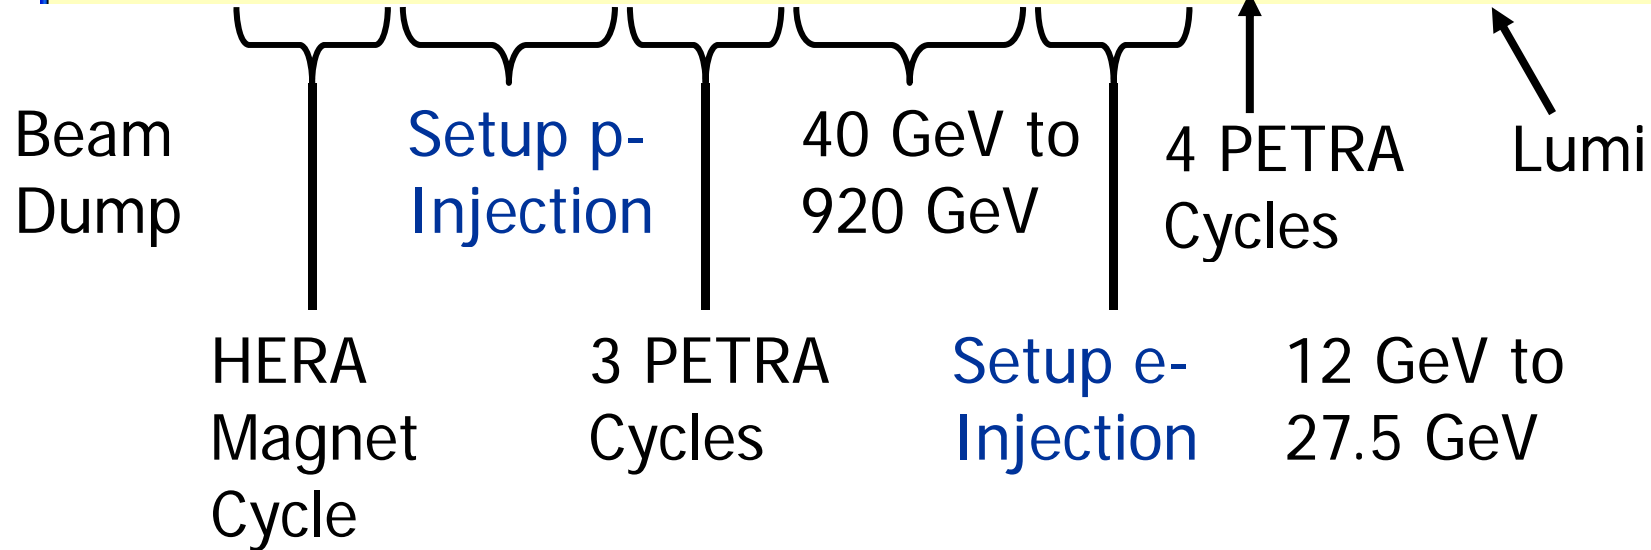 Beam
Dump
Setup p-
Injection
40 GeV to
920 GeV
4 PETRA
Cycles
Lumi
HERA
Magnet
Cycle
3 PETRA
Cycles
Setup e-
Injection
12 GeV to
27.5 GeV